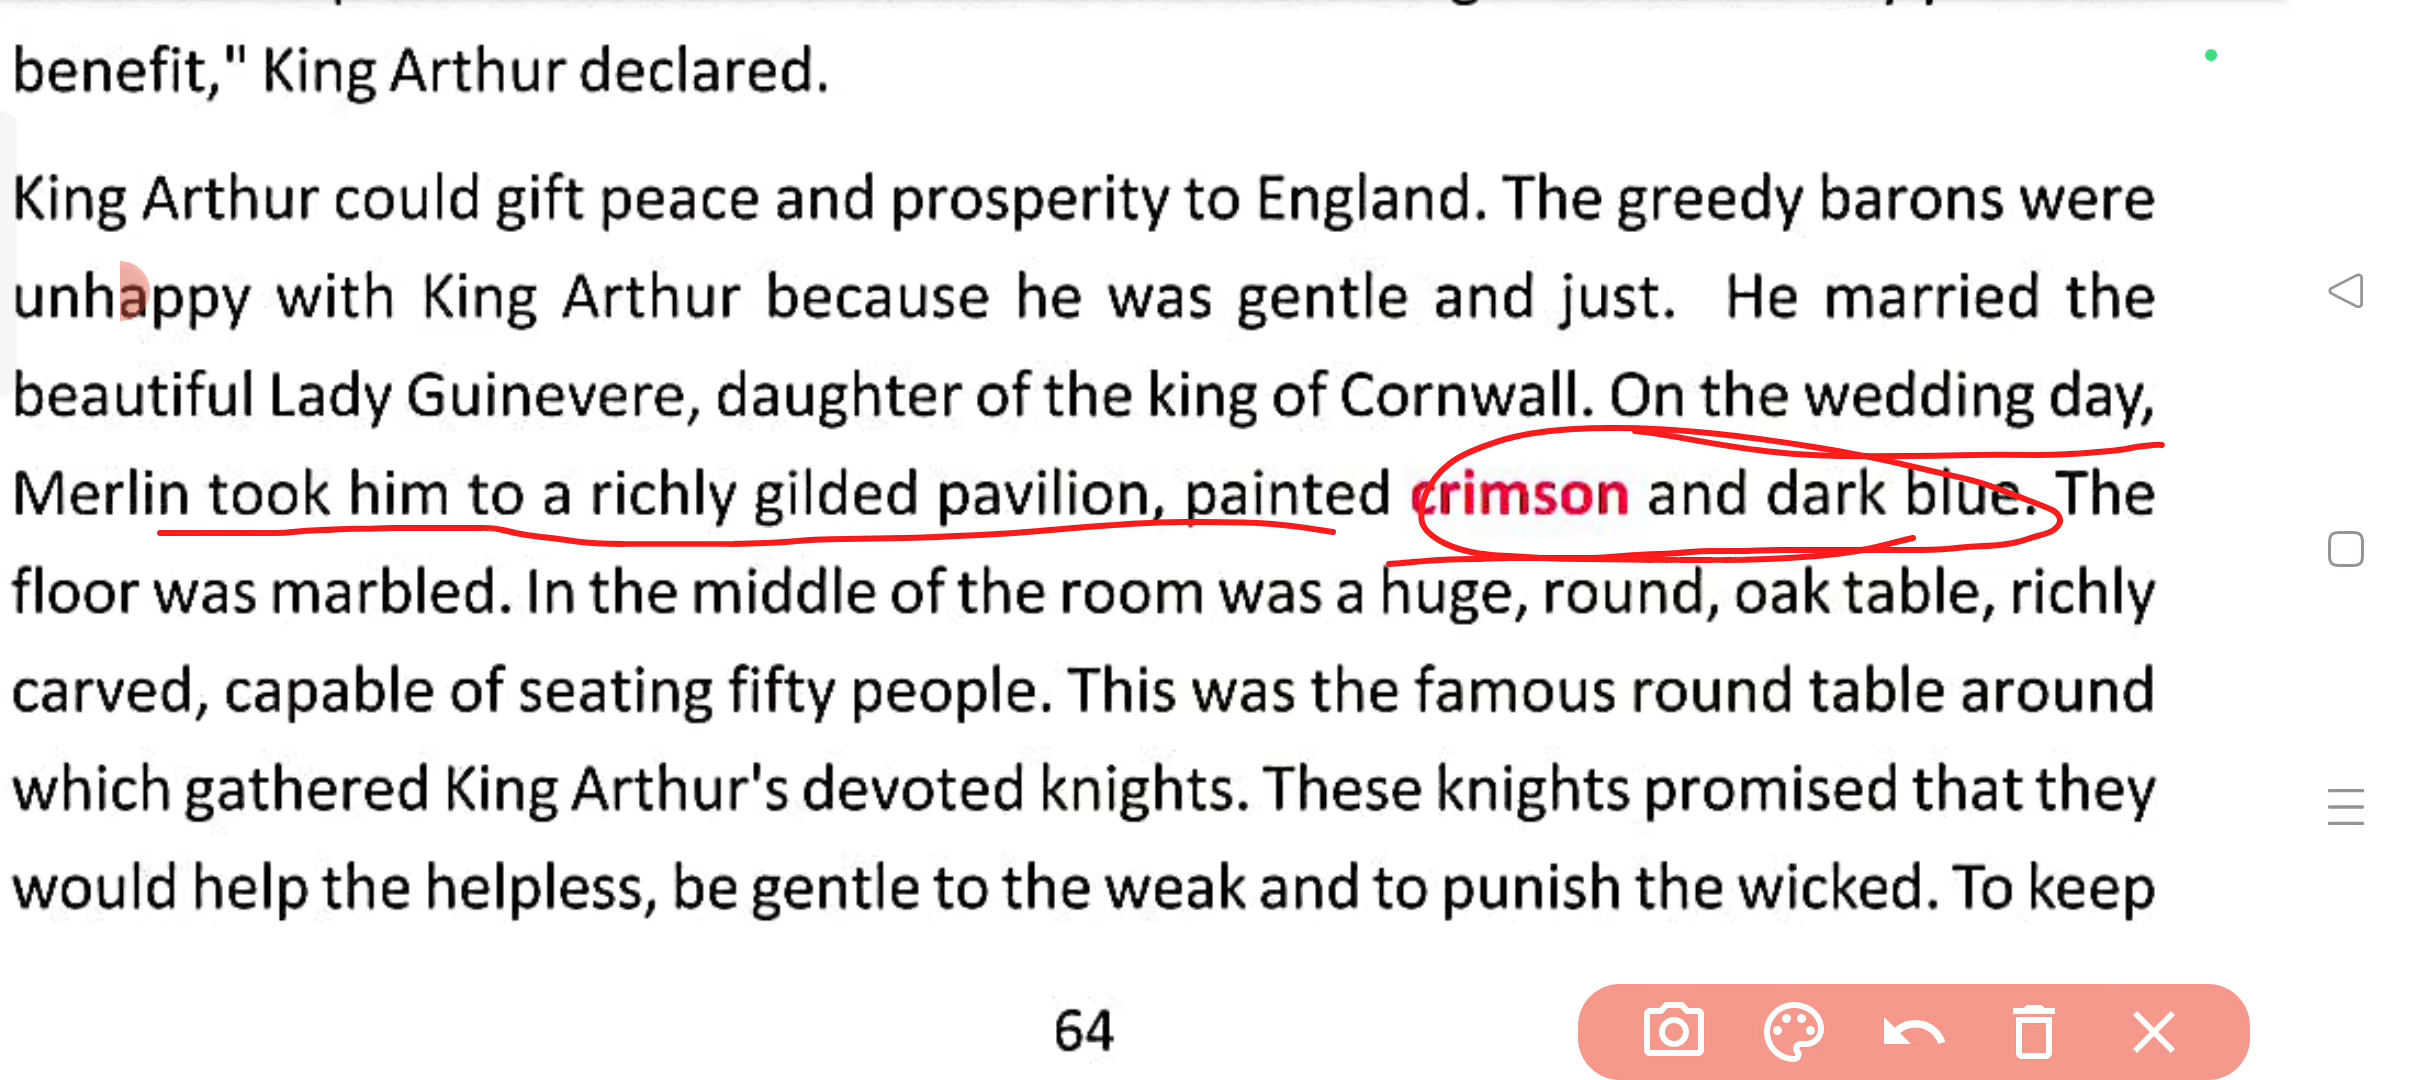 benefit," King Arthur declared.
King Arthur could gift peace and prosperity to England. The greedy barons were
unhappy with King Arthur because he was gentle and just. He married the
beautiful Lady Guinevere, daughter of the king of Cornwall. On the wedding day,
Merlin took him to a richly gilded pavilion, painted crimson and dark blue. The
floor was marbled. In the middle of the room was a huge, round, oak table, richly
carved, capable of seating fifty people. This was the famous round table around
which gathered King Arthur's devoted knights. These knights promised that they
would help the helpless, be gentle to the weak and to punish the wicked. To keep
64